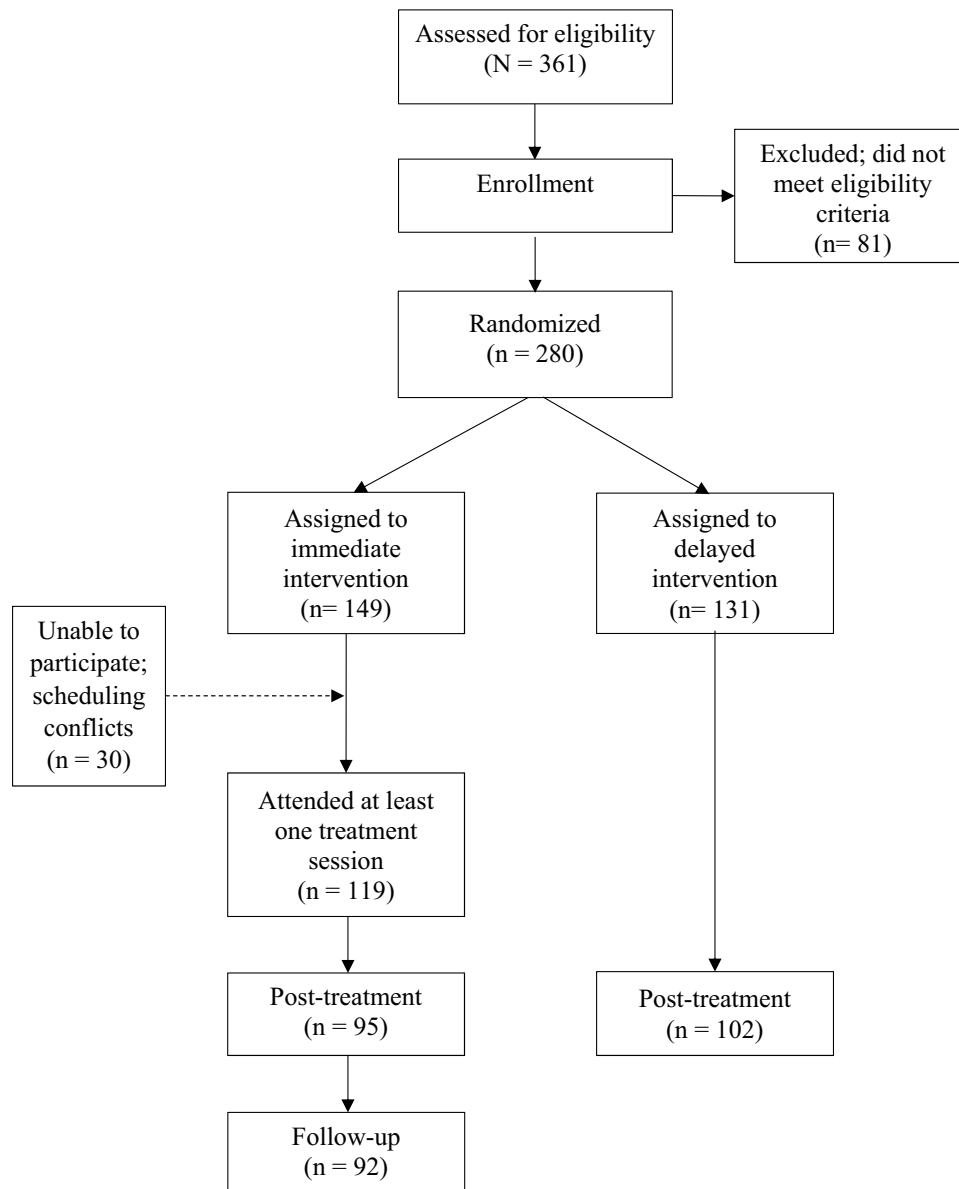 Assessed for eligibility
(N = 361)
Enrollment
Excluded; did not
meet eligibility
criteria
(n= 81)
Randomized
(n = 280)
Assigned to
immediate
intervention
(n= 149)
Assigned to
delayed
intervention
(n= 131)
Unable to
participate;
scheduling
conflicts
(n = 30)
Attended at least
one treatment
session
(n = 119)
Post-treatment
(n = 95)
Post-treatment
(n = 102)
Follow-up
(n = 92)